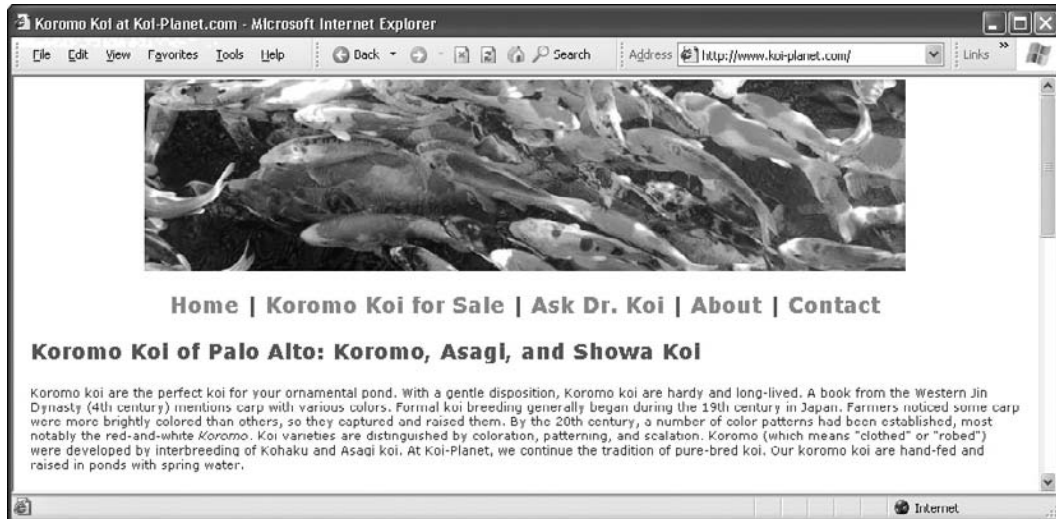 Koromo Koi at Koi-Planet.com - Microsoft Internet Explorer
File Edit View Favorites Tools Help Back Search Address http://www.koi-planet.com/ Links »
Home | Koromo Koi for Sale | Ask Dr. Koi | About | Contact
Koromo Koi of Palo Alto: Koromo, Asagi, and Showa Koi
Koromo koi are the perfect koi for your ornamental pond. With a gentle disposition, Koromo koi are hardy and long-lived. A book from the Western Jin
Dynasty (4th century) mentions carp with various colors. Formal koi breeding generally began during the 19th century in Japan. Farmers noticed some carp
were more brightly colored than others, so they captured and raised them. By the 20th century, a number of color patterns had been established, most
notably the red-and-white Koromo. Koi varieties are distinguished by coloration, patterning, and scalation. Koromo (which means "clothed" or "robed")
were developed by interbreeding of Kohaku and Asagi koi. At Koi-Planet, we continue the tradition of pure-bred koi. Our koromo koi are hand-fed and
raised in ponds with spring water.
Internet